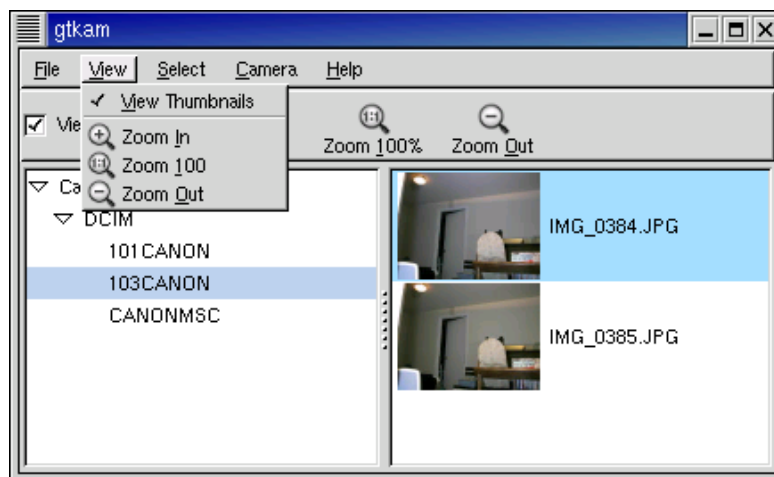 gtkam
File View Select Camera Help
View Thumbnails
Zoom In
Zoom 100
Zoom Out
Zoom 100% Zoom Out
DCIM
101CANON
103CANON
CANONMSC
IMG_0384.JPG
IMG_0385.JPG